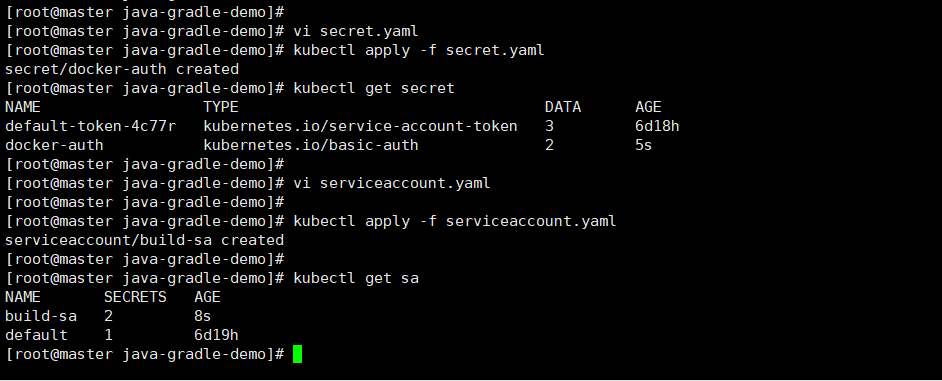 [root@master java-gradle-demo]#
[root@master java-gradle-demo]# vi secret.yaml
[root@master java-gradle-demo]# kubectl apply -f secret.yaml
secret/docker-auth created
[root@master java-gradle-demo]# kubectl get secret
NAME                  TYPE                                  DATA      AGE
default-token-4c77r   kubernetes.io/service-account-token   3         6d18h
docker-auth           kubernetes.io/basic-auth              2         5s
[root@master java-gradle-demo]#
[root@master java-gradle-demo]# vi serviceaccount.yaml
[root@master java-gradle-demo]#
[root@master java-gradle-demo]# kubectl apply -f serviceaccount.yaml
serviceaccount/build-sa created
[root@master java-gradle-demo]#
[root@master java-gradle-demo]# kubectl get sa
NAME       SECRETS   AGE
build-sa   2         8s
default    1         6d19h
[root@master java-gradle-demo]#